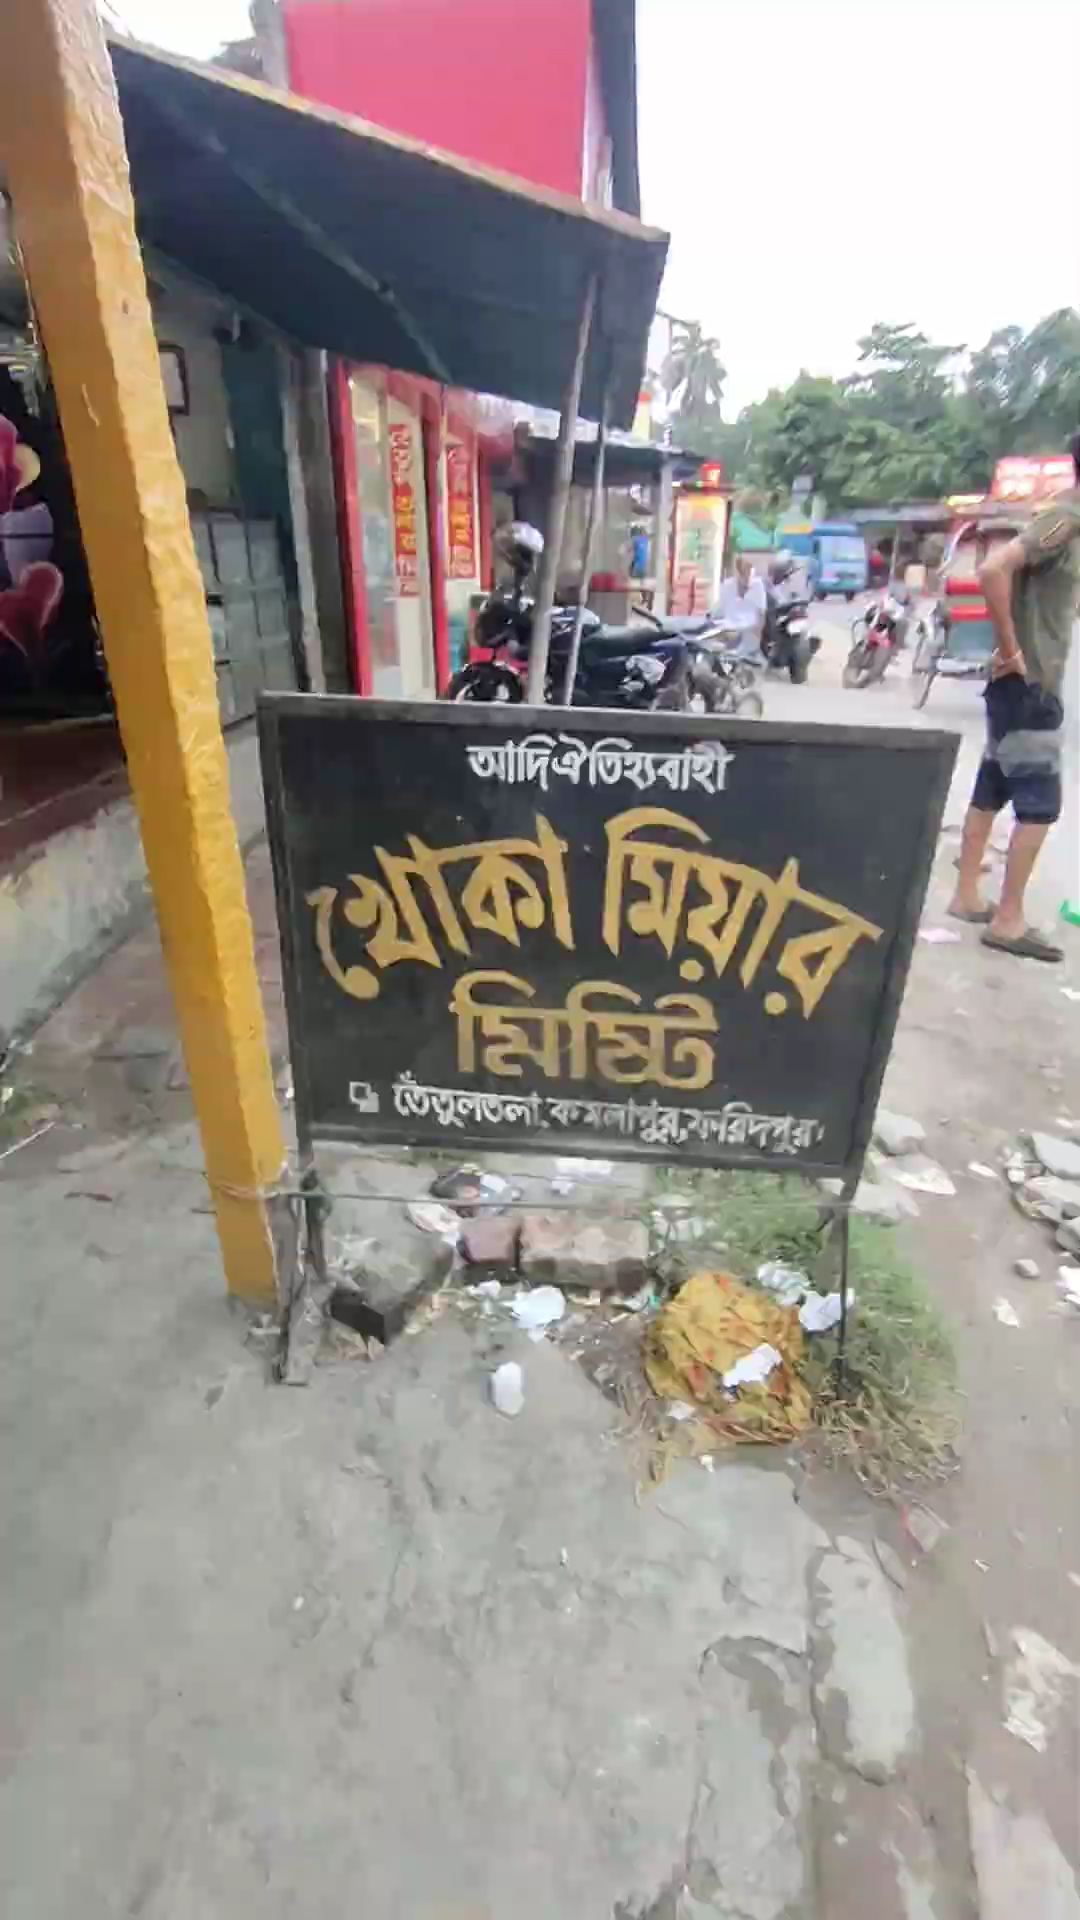 আদিঐতিহ্যবাহী
খোকা মিয়ার
মিষ্টি
তেঁতুলতলা, কমলাপুর, ফরিদপুর।